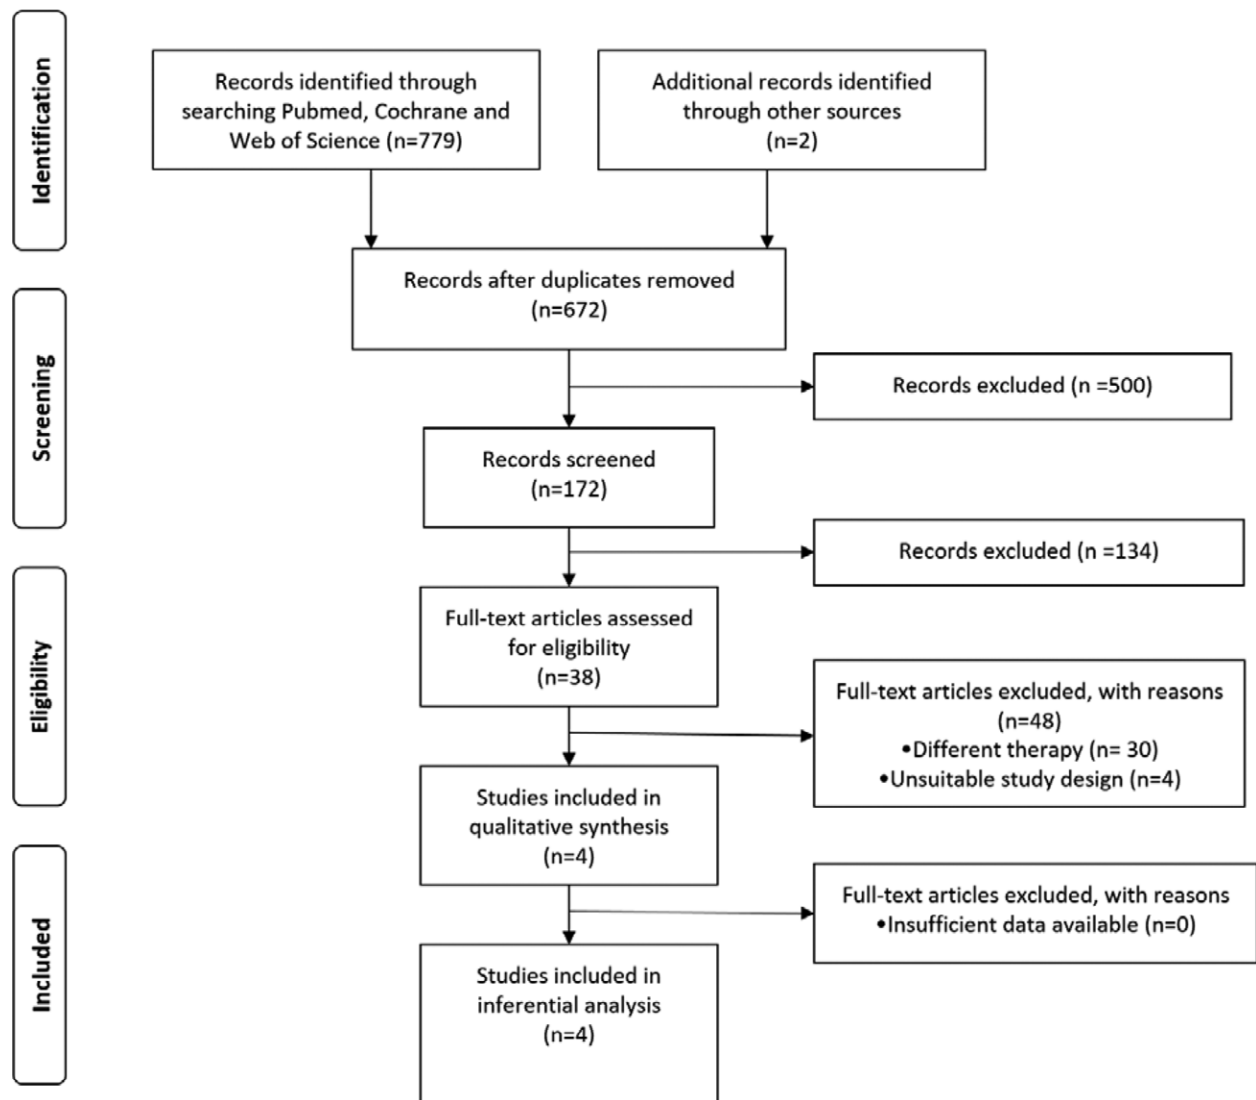 Identification
Records identified through
searching Pubmed, Cochrane and
Web of Science (n=779)
Additional records identified
through other sources
(n=2)
Records after duplicates removed
(n=672)
Screening
Records excluded (n =500)
Records screened
(n=172)
Records excluded (n =134)
Eligibility
Full-text articles assessed
for eligibility
(n=38)
Full-text articles excluded, with reasons
(n=48)
•Different therapy (n= 30)
•Unsuitable study design (n=4)
Studies included in
qualitative synthesis
(n=4)
Included
Full-text articles excluded, with reasons
•Insufficient data available (n=0)
Studies included in
inferential analysis
(n=4)